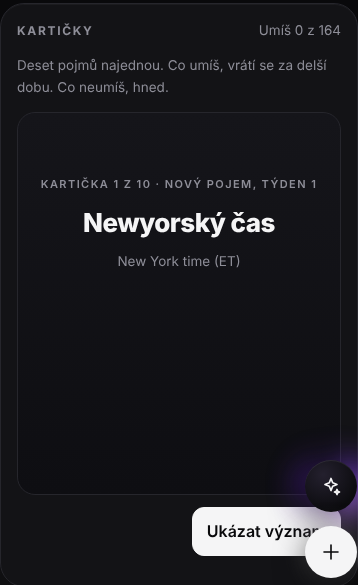 KARTIČKY
Umíš 0 z 164
Deset pojmů najednou. Co umíš, vrátí se za delší
dobu. Co neumíš, hned.
KARTIČKA 1 Z 10 · NOVÝ POJEM, TÝDEN 1
Newyorský čas
New York time (ET)
Ukázat